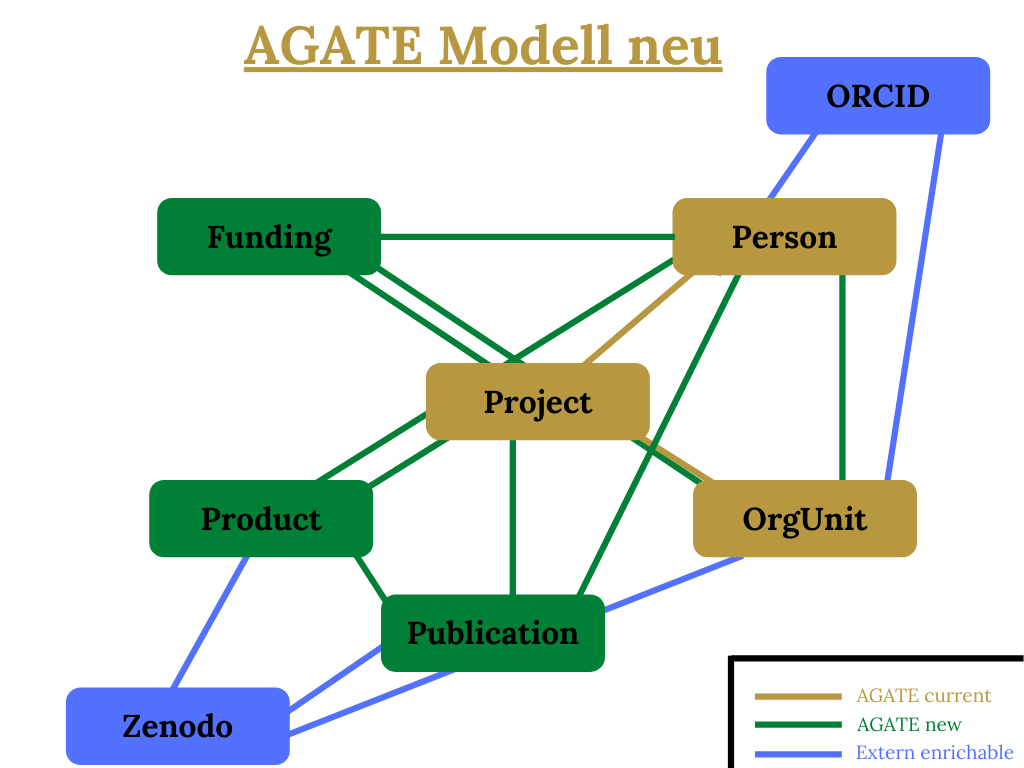 AGATE Modell neu
ORCID
Funding
Person
Project
Product
OrgUnit
Publication
Zenodo
AGATE current
AGATE new
Extern enrichable